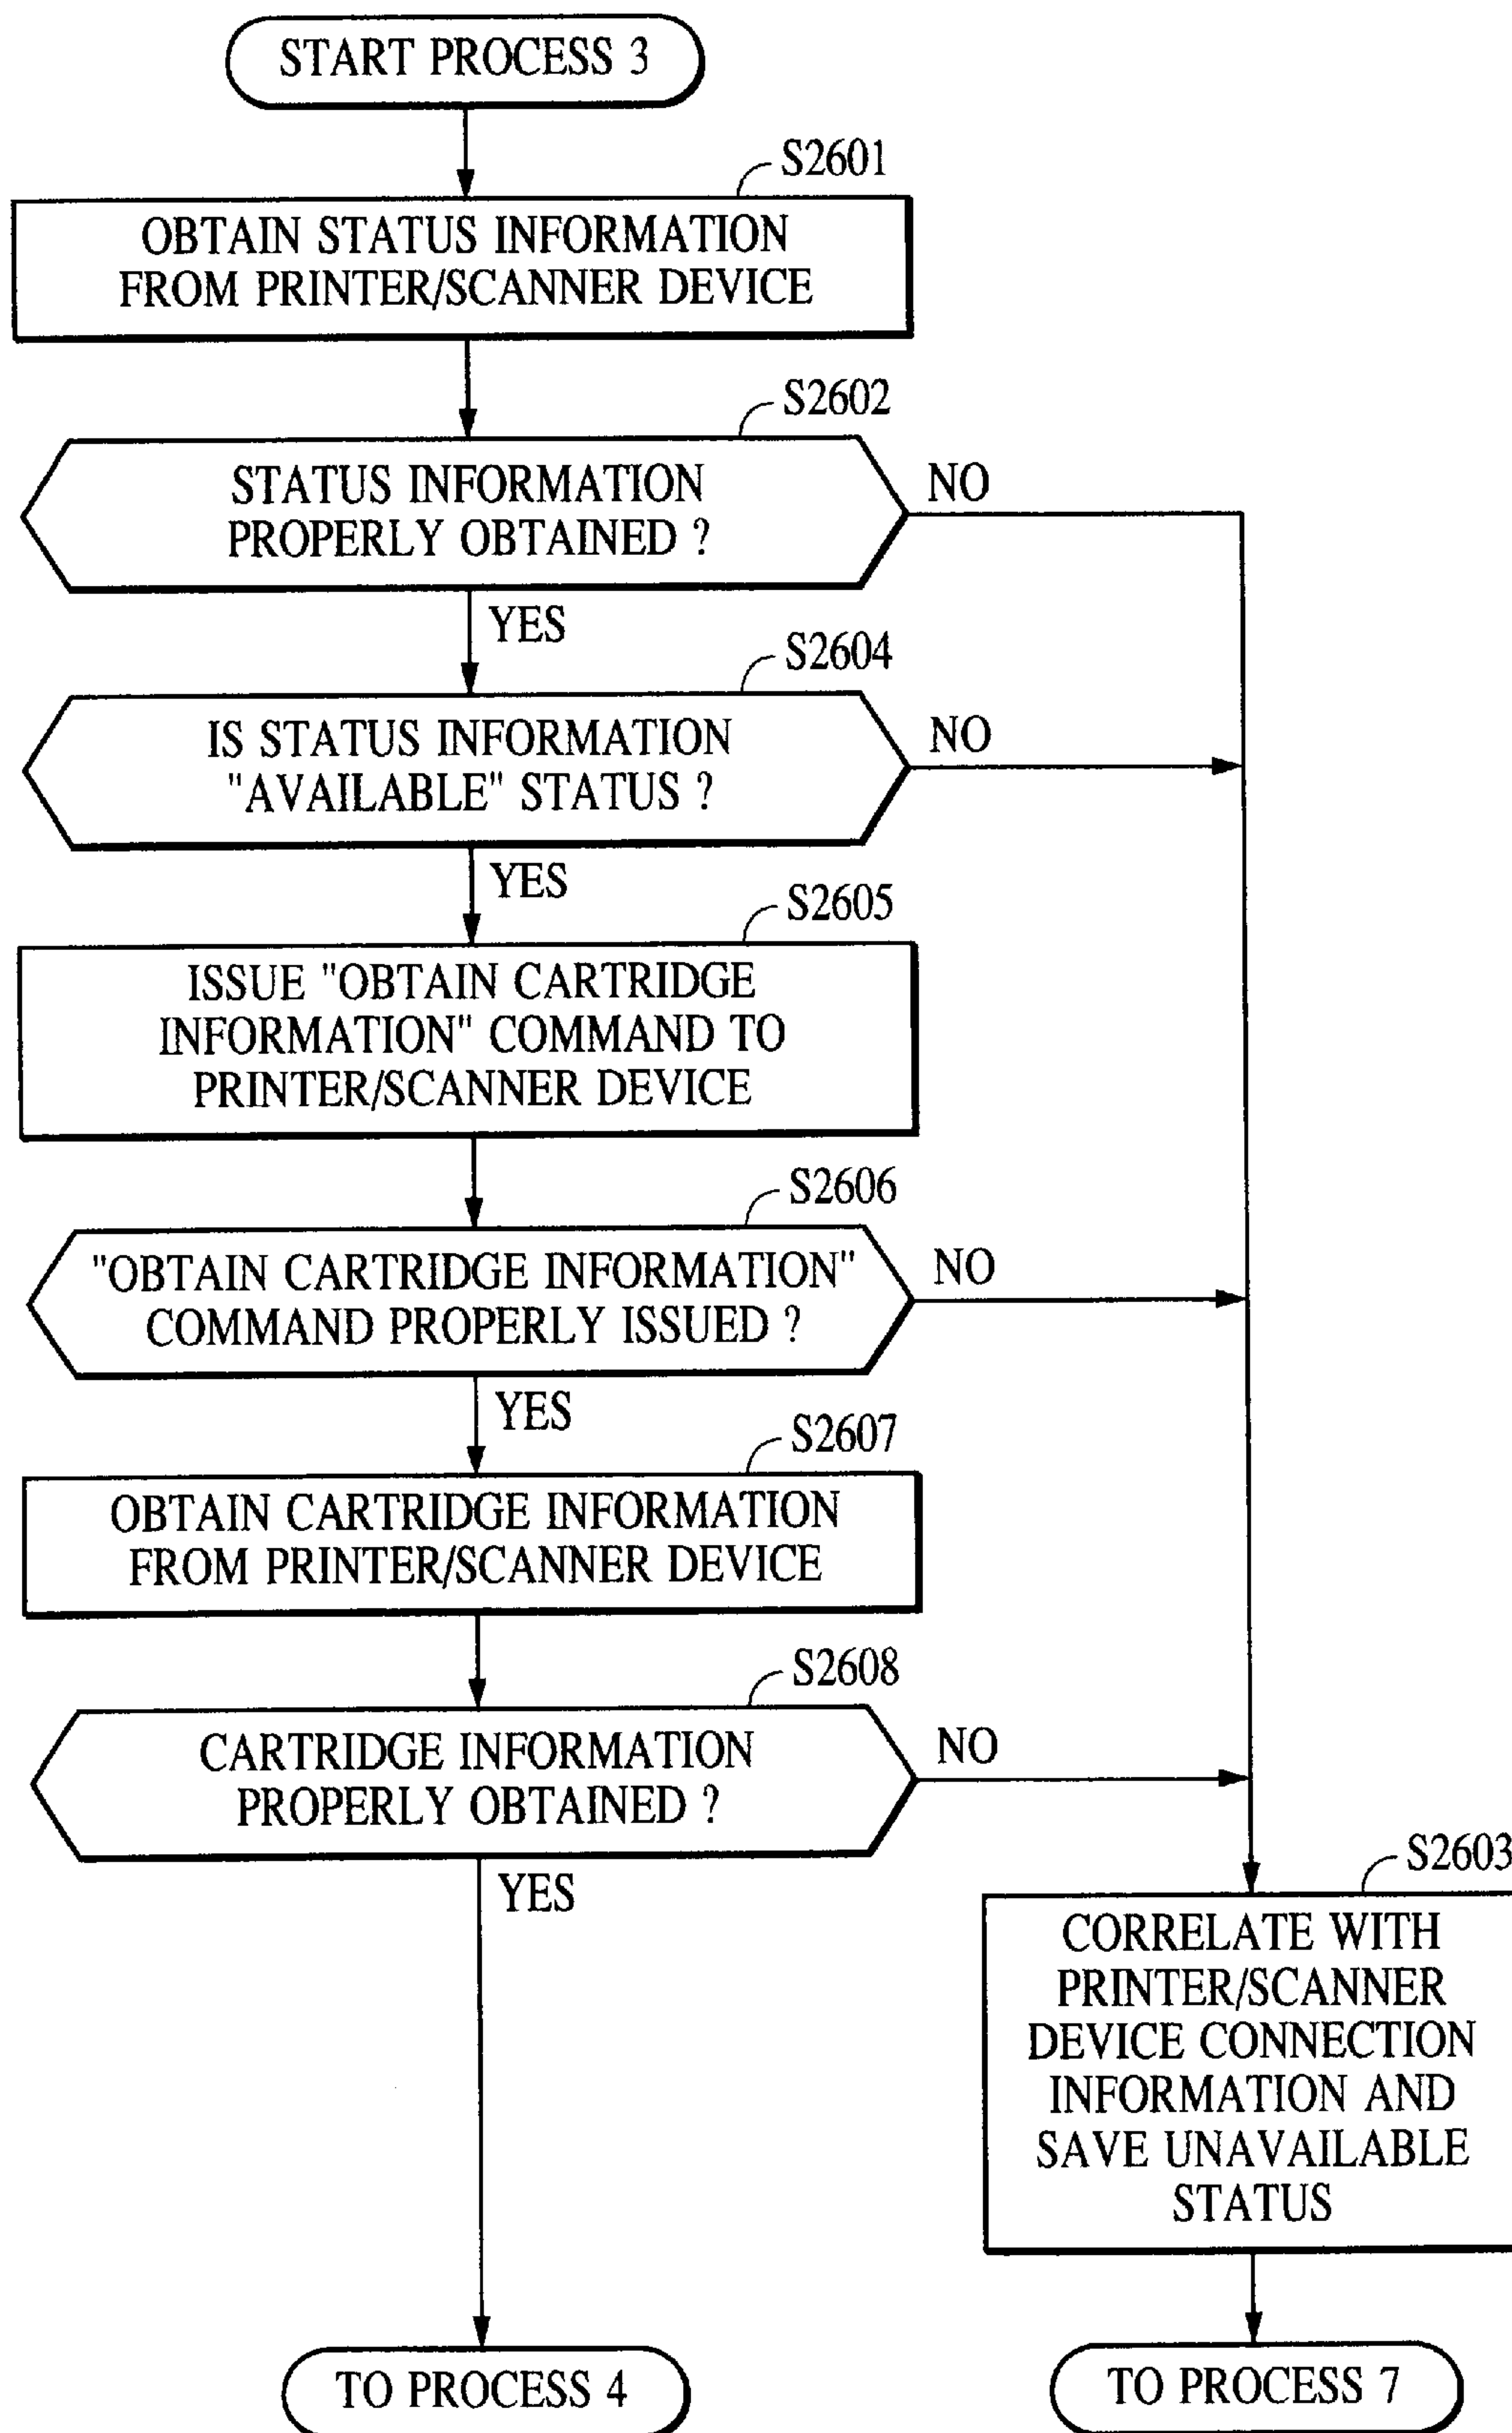 START PROCESS 3
S2601
OBTAIN STATUS INFORMATION
FROM PRINTER/SCANNER DEVICE
S2602
STATUS INFORMATION
PROPERLY OBTAINED ?
NO
YES
S2604
IS STATUS INFORMATION
"AVAILABLE" STATUS ?
NO
YES
S2605
ISSUE "OBTAIN CARTRIDGE
INFORMATION" COMMAND TO
PRINTER/SCANNER DEVICE
S2606
"OBTAIN CARTRIDGE INFORMATION"
COMMAND PROPERLY ISSUED ?
NO
YES
S2607
OBTAIN CARTRIDGE INFORMATION
FROM PRINTER/SCANNER DEVICE
S2608
CARTRIDGE INFORMATION
PROPERLY OBTAINED ?
NO
YES
S2603
CORRELATE WITH
PRINTER/SCANNER
DEVICE CONNECTION
INFORMATION AND
SAVE UNAVAILABLE
STATUS
TO PROCESS 4
TO PROCESS 7